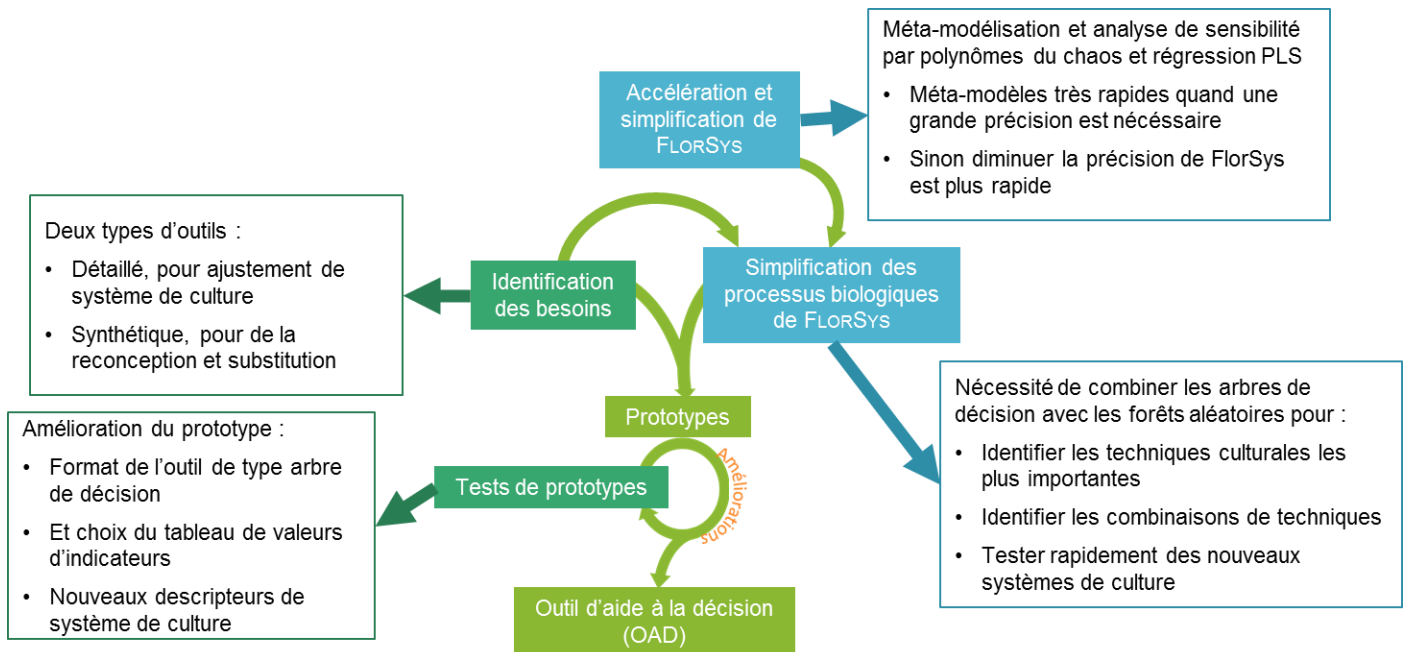 Accélération et
simplification de
FLORSYS
Méta-modélisation et analyse de sensibilité
par polynômes du chaos et régression PLS
• Méta-modèles très rapides quand une
grande précision est nécéssaire
• Sinon diminuer la précision de FlorSys
est plus rapide
Deux types d'outils :
• Détaillé, pour ajustement de
système de culture
• Synthétique, pour de la
reconception et substitution
Identification
des besoins
Simplification des
processus biologiques
de FLORSYS
Nécessité de combiner les arbres de
décision avec les forêts aléatoires pour :
• Identifier les techniques culturales les
plus importantes
• Identifier les combinaisons de techniques
• Tester rapidement des nouveaux
systèmes de culture
Prototypes
Améliorations
Tests de prototypes
Amélioration du prototype :
• Format de l'outil de type arbre
de décision
• Et choix du tableau de valeurs
d'indicateurs
• Nouveaux descripteurs de
système de culture
Outil d'aide à la décision
(OAD)